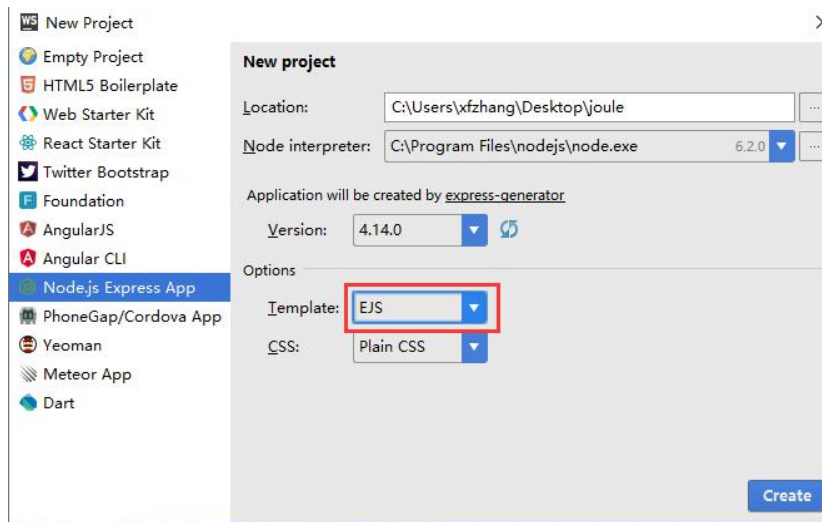 WS New Project
Empty Project
HTML5 Boilerplate
Web Starter Kit
React Starter Kit
Twitter Bootstrap
Foundation
AngularJS
Angular CLI
Node.js Express App
PhoneGap/Cordova App
Yeoman
Meteor App
Dart
New project
Location: C:\Users\xfzhang\Desktop\joule ...
Node interpreter: C:\Program Files\nodejs\node.exe 6.2.0 ...
Application will be created by express-generator
Version: 4.14.0
Options
Template: EJS
CSS: Plain CSS
Create